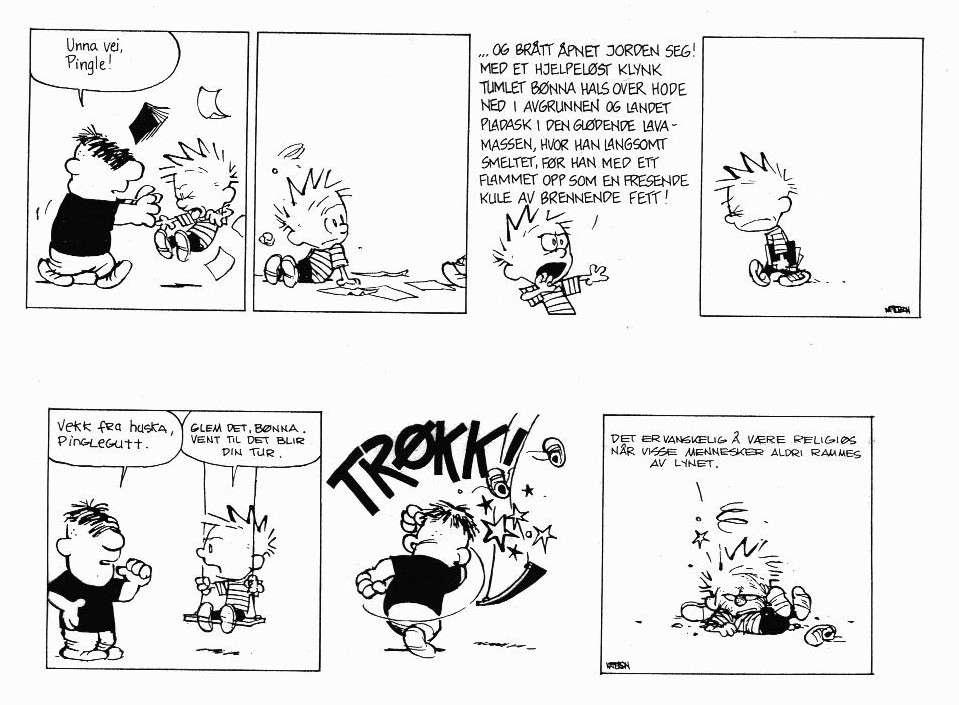 Unna vei,
Pingle!
...OG BRÅTT ÅPNET JORDEN SEG!
MED ET HJELPELØST KLYNK
TUMLET BØNNA HALS OVER HODE
NED I AVGRUNNEN OG LANDET
PLADASK I DEN GLØDENDE LAVA-
MASSEN, HVOR HAN LANGSOMT
SMELTET, FØR HAN MED ETT
FLAMMET OPP SOM EN FRESENDE
KULE AV BRENNENDE FETT!
Vekk fra huska,
Pinglegutt.
GLEM DET, BØNNA.
VENT TIL DET BLIR
DIN TUR.
TRØKK!
DET ER VANSKELIG Å VÆRE RELIGIØS
NÅR VISSE MENNESKER ALDRI RAMMES
AV LYNET.